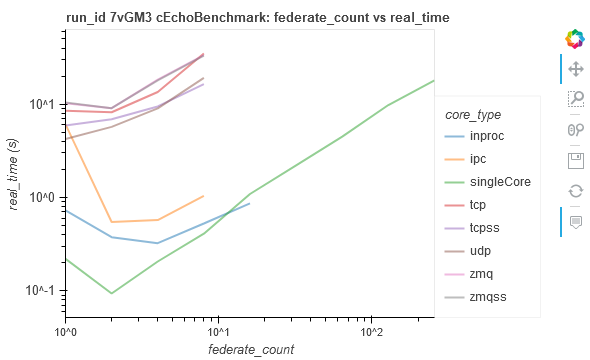 run_id 7vGM3 cEchoBenchmark: federate_count vs real_time
real_time (s)
10^1
10^0
10^-1
10^0
10^1
10^2
federate_count
core_type
inproc
ipc
singleCore
tcp
tcpss
udp
zmq
zmqss